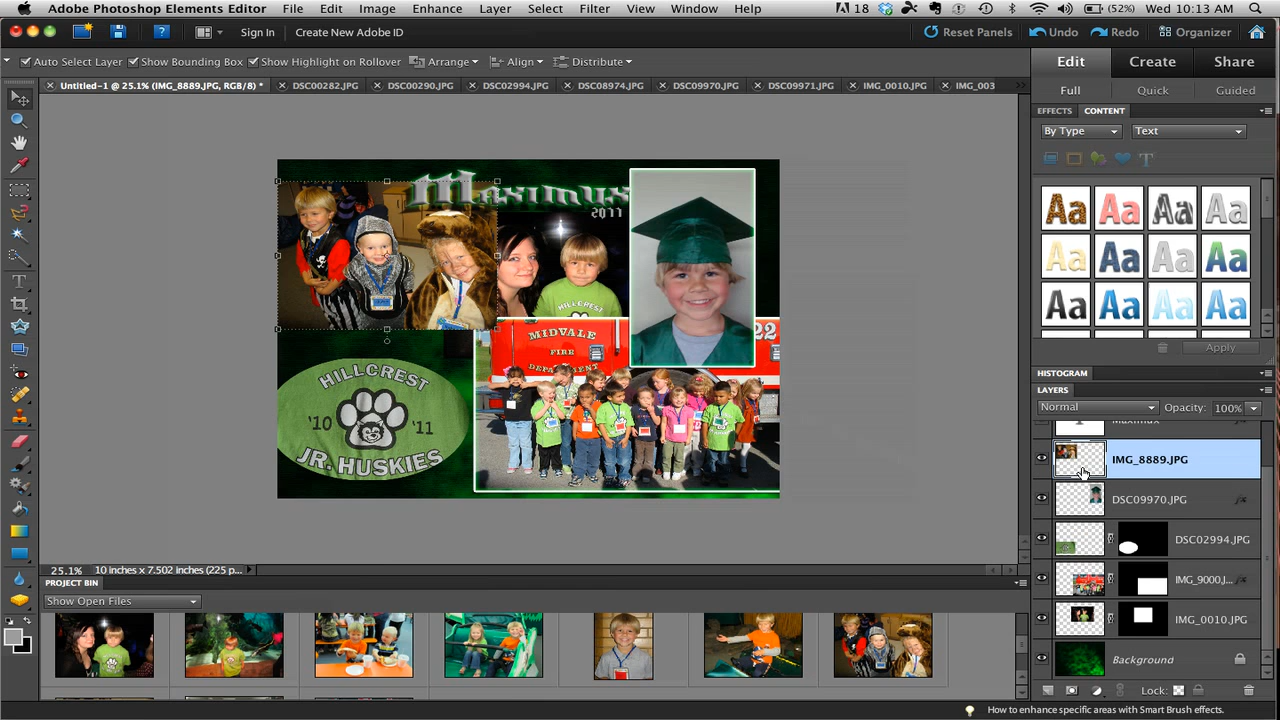 Adobe Photoshop Elements Editor File Edit Image Enhance Layer Select Filter View Window Help 18 (52%) Wed 10:13 AM
Sign In Create New Adobe ID Reset Panels Undo Redo Organizer
Auto Select Layer Show Bounding Box Show Highlight on Rollover Arrange Align Distribute
Edit Create Share
Untitled-1 @ 25.1% (IMG_8889.JPG, RGB/8) * DSC00282.JPG DSC00290.JPG DSC02994.JPG DSC08974.JPG DSC09970.JPG DSC09971.JPG IMG_0010.JPG IMG_003
Full Quick Guided
EFFECTS CONTENT
By Type Text
T
Aa Aa Aa Aa
Aa Aa Aa Aa
Aa Aa Aa Aa
Apply
Maximus
2011
HILLCREST
MIDVALE
FIRE
22
HILLCREST
'10 '11
JR. HUSKIES
HISTOGRAM
LAYERS
Normal Opacity: 100%
Maximus
IMG_8889.JPG
DSC09970.JPG
DSC02994.JPG
IMG_9000.J...
IMG_0010.JPG
Background
Lock:
25.1% 10 inches x 7.502 inches (225 p...
PROJECT BIN
Show Open Files
How to enhance specific areas with Smart Brush effects.